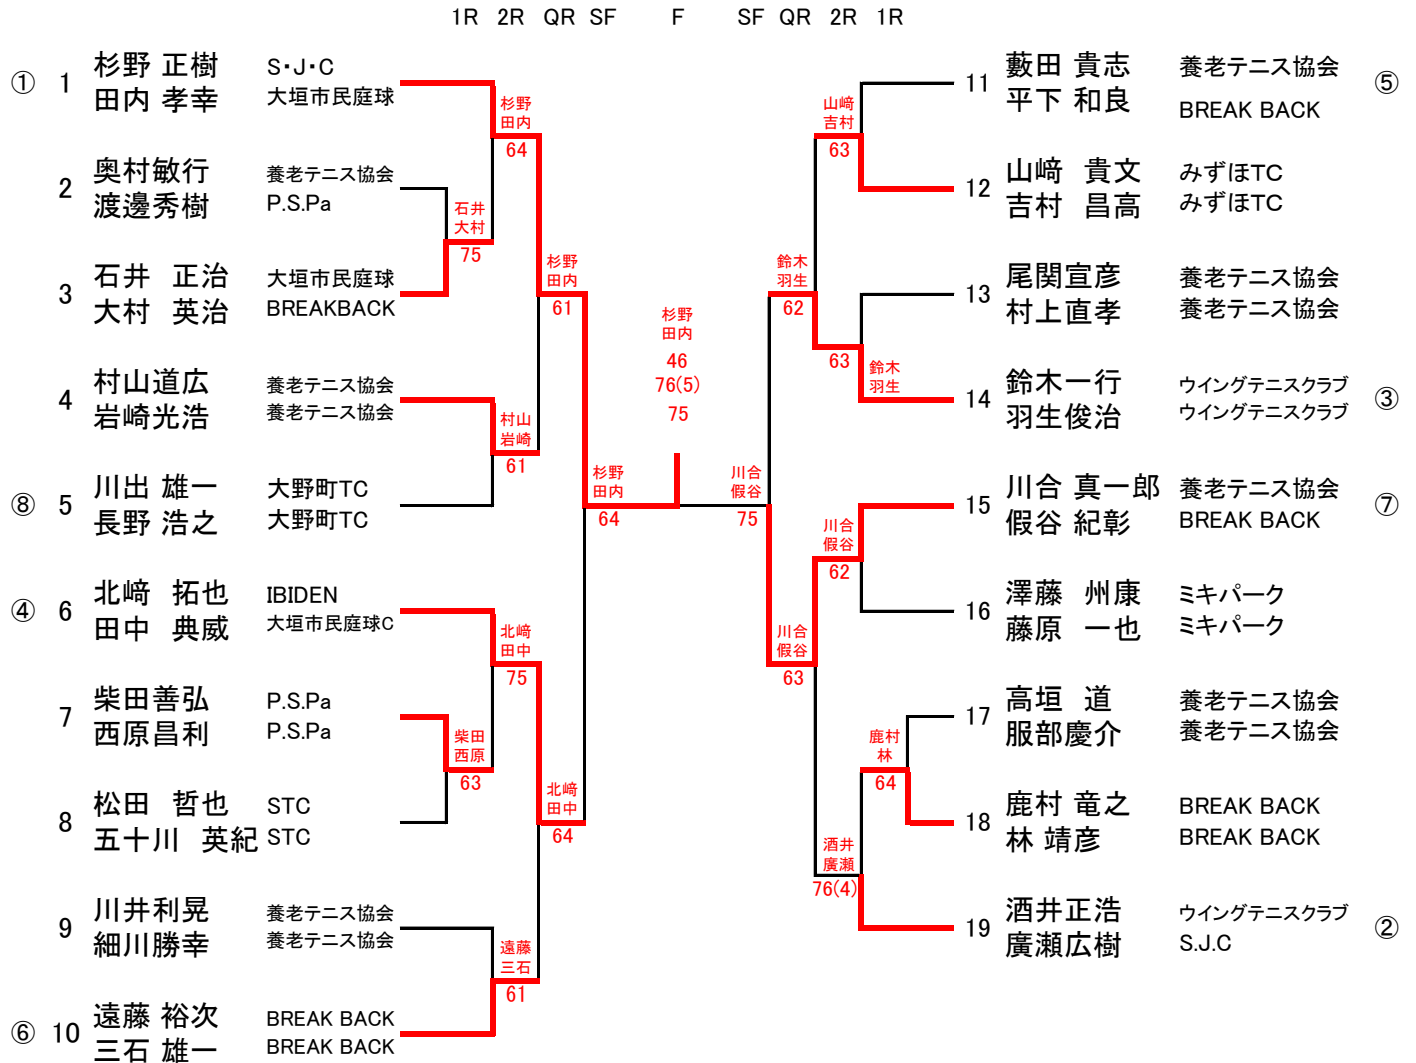 1R 2R QR SF F SF QR 2R 1R
① 1 杉野 正樹 S・J・C
田内 孝幸 大垣市民庭球
2 奥村敏行 養老テニス協会
渡邊秀樹 P.S.Pa
3 石井 正治 大垣市民庭球
大村 英治 BREAKBACK
4 村山道広 養老テニス協会
岩崎光浩 養老テニス協会
⑧ 5 川出 雄一 大野町TC
長野 浩之 大野町TC
④ 6 北﨑 拓也 IBIDEN
田中 典威 大垣市民庭球C
7 柴田善弘 P.S.Pa
西原昌利 P.S.Pa
8 松田 哲也 STC
五十川 英紀 STC
9 川井利晃 養老テニス協会
細川勝幸 養老テニス協会
⑥ 10 遠藤 裕次 BREAK BACK
三石 雄一 BREAK BACK
石井
大村
75
柴田
西原
63
杉野
田内
64
村山
岩崎
61
北﨑
田中
75
遠藤
三石
61
杉野
田内
61
北﨑
田中
64
杉野
田内
64
杉野
田内
46
76(5)
75
川合
假谷
75
鈴木
羽生
62
川合
假谷
63
山﨑
吉村
63
63
川合
假谷
62
酒井
廣瀬
76(4)
鈴木
羽生
鹿村
林
64
11 藪田 貴志 養老テニス協会 ⑤
平下 和良 BREAK BACK
12 山﨑 貴文 みずほTC
吉村 昌高 みずほTC
13 尾関宣彦 養老テニス協会
村上直孝 養老テニス協会
14 鈴木一行 ウイングテニスクラブ ③
羽生俊治 ウイングテニスクラブ
15 川合 真一郎 養老テニス協会 ⑦
假谷 紀彰 BREAK BACK
16 澤藤 州康 ミキパーク
藤原 一也 ミキパーク
17 高垣 道 養老テニス協会
服部慶介 養老テニス協会
18 鹿村 竜之 BREAK BACK
林 靖彦 BREAK BACK
19 酒井正浩 ウイングテニスクラブ ②
廣瀬広樹 S.J.C